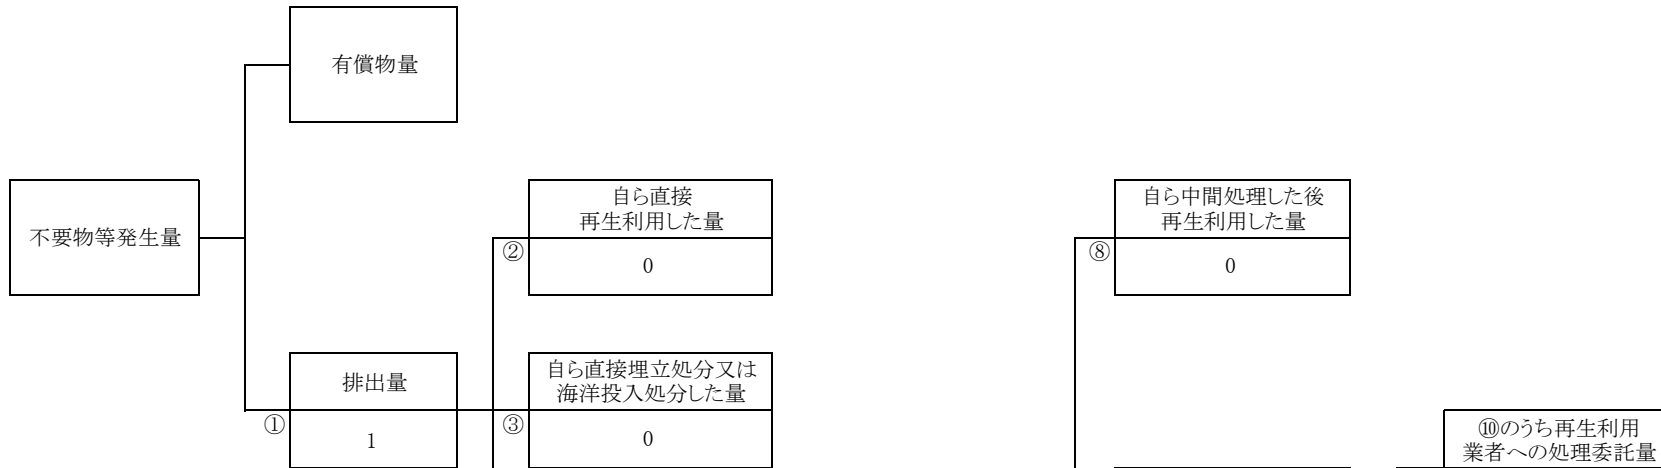 有償物量
不要物等発生量
自ら直接
再生利用した量
②
0
自ら中間処理した後
再生利用した量
⑧
0
排出量
①
1
自ら直接埋立処分又は
海洋投入処分した量
③
0
⑩のうち再生利用
業者への処理委託量